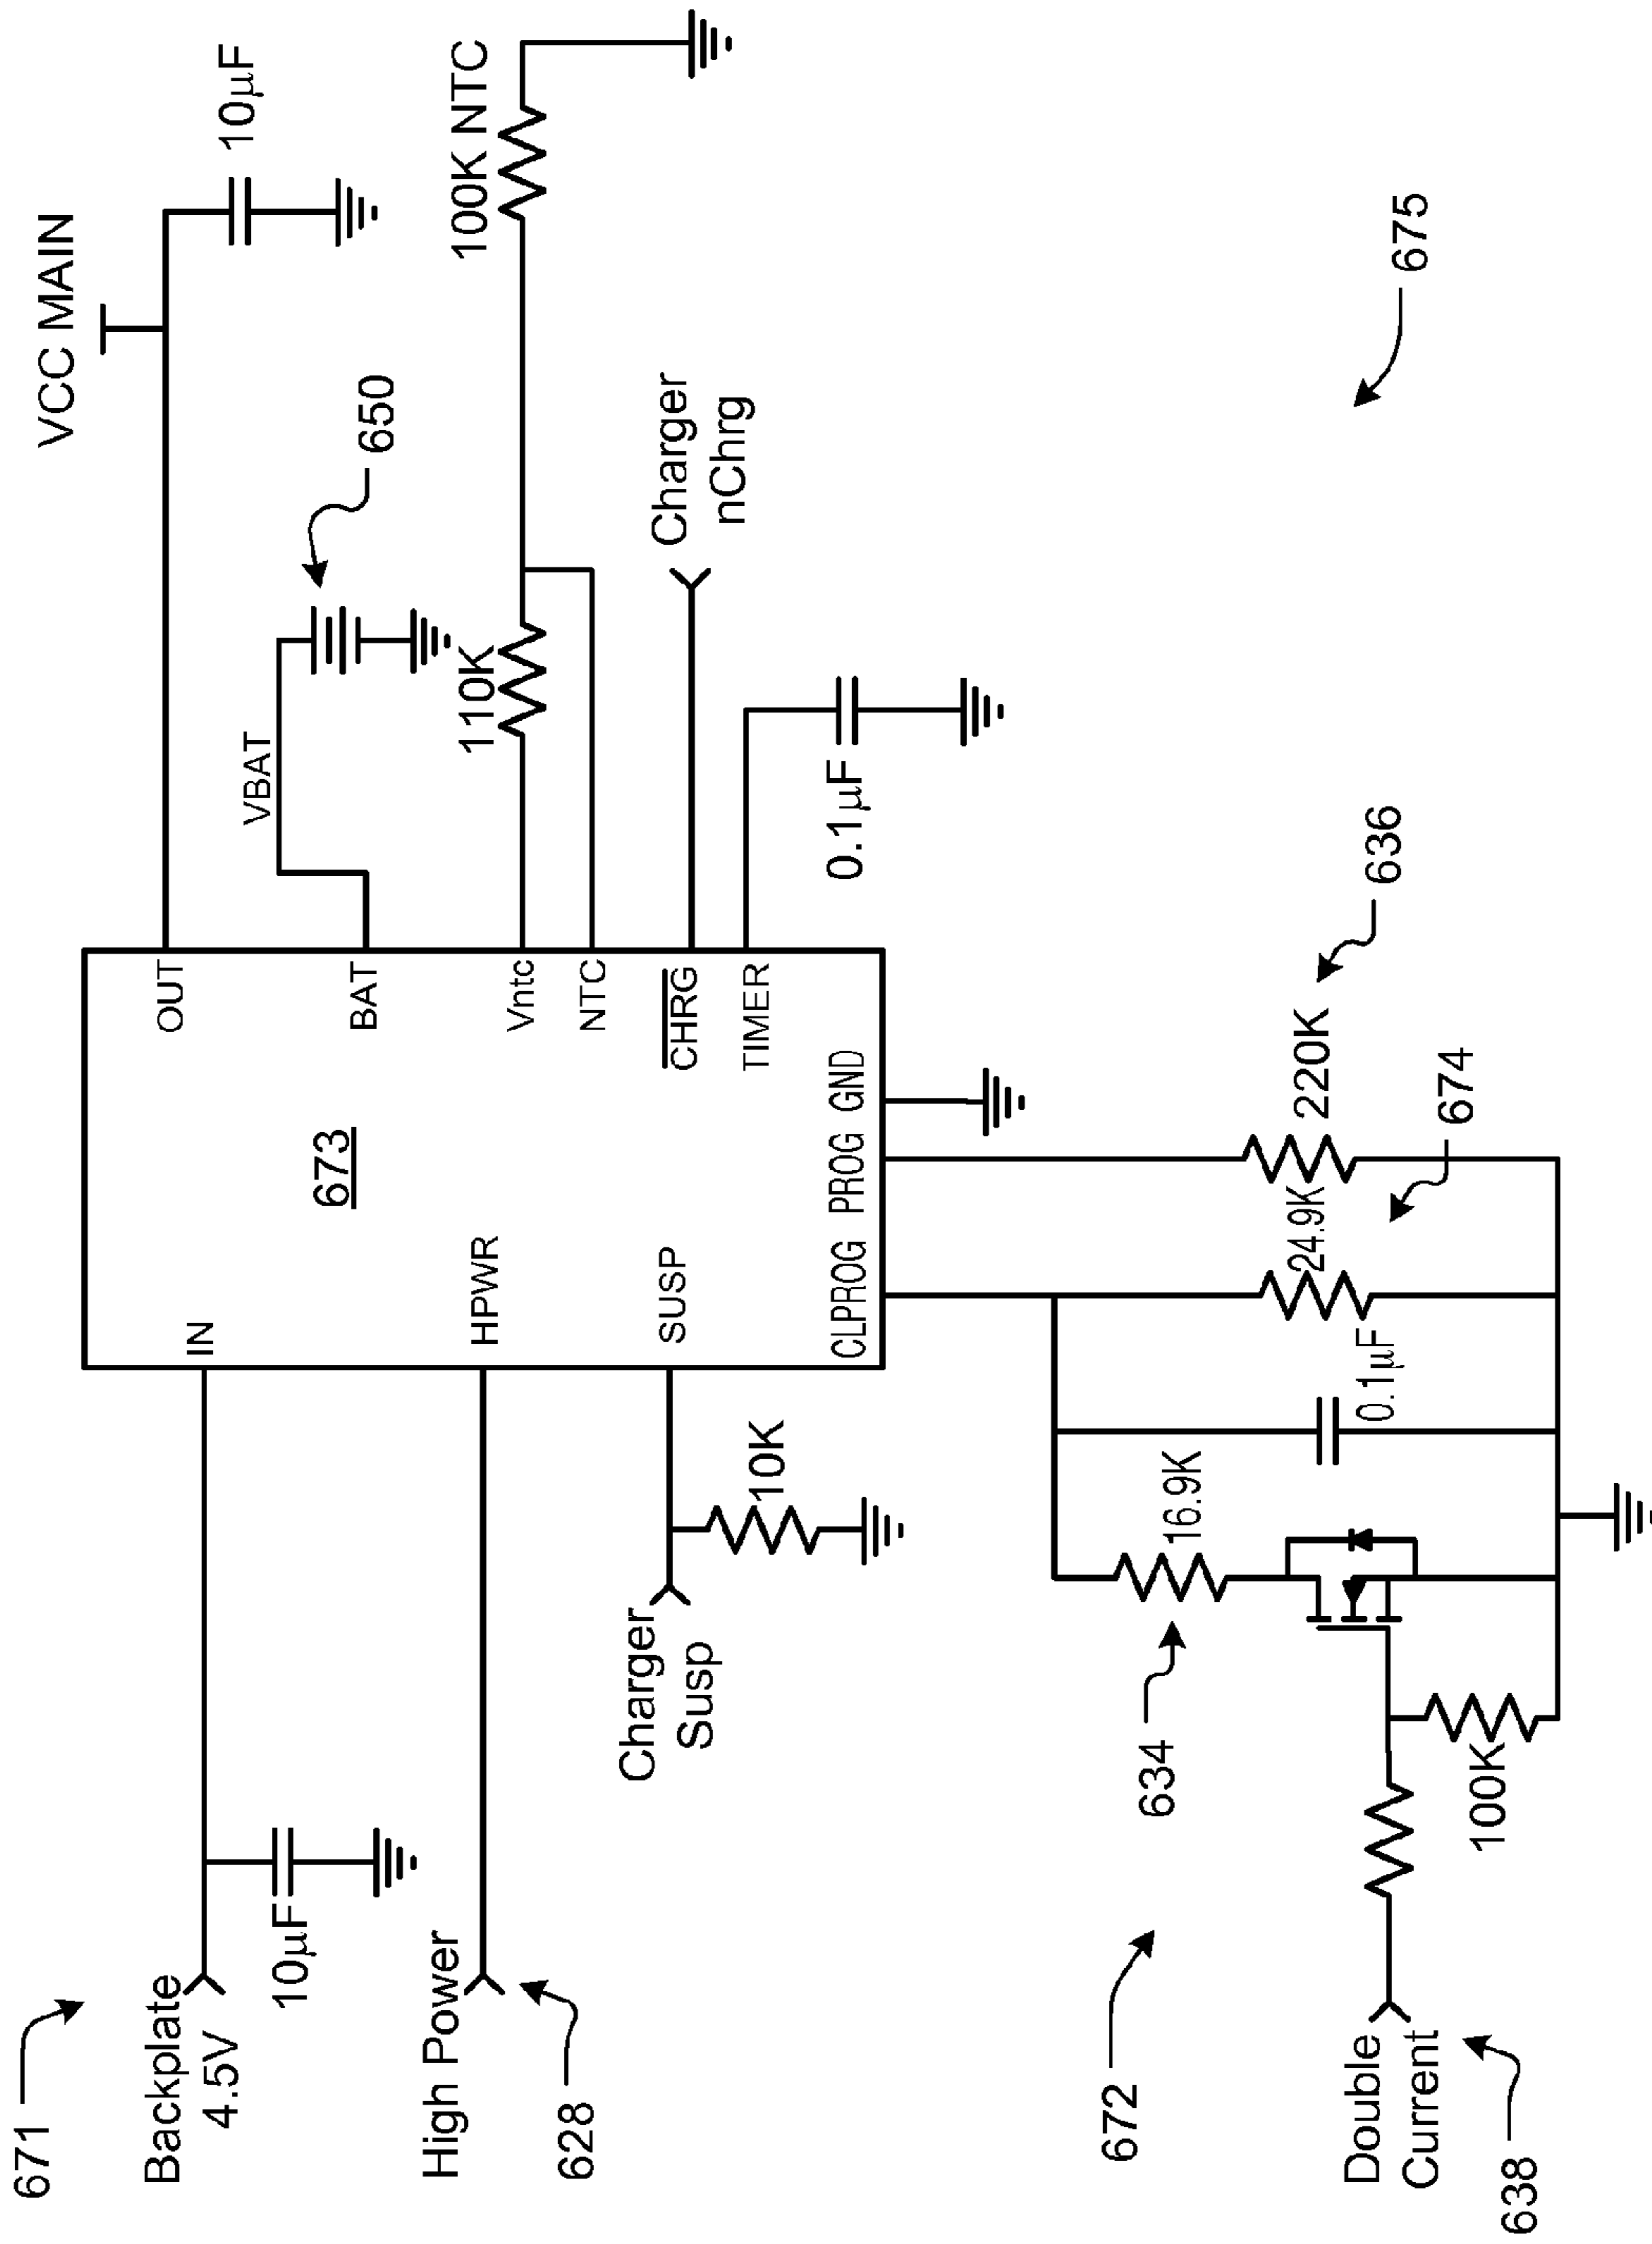 671
Backplate
4.5V
10µF
High Power
628
Charger
Susp
10K
672
Double
Current
638
100K
634
16.9K
0.1µF
24.9K
674
220K
636
673
IN
HPWR
SUSP
CLPROG
PROG
GND
OUT
BAT
Vntc
NTC
CHRG
TIMER
VCC MAIN
10µF
VBAT
650
110K
100K NTC
Charger
nChrg
0.1µF
675